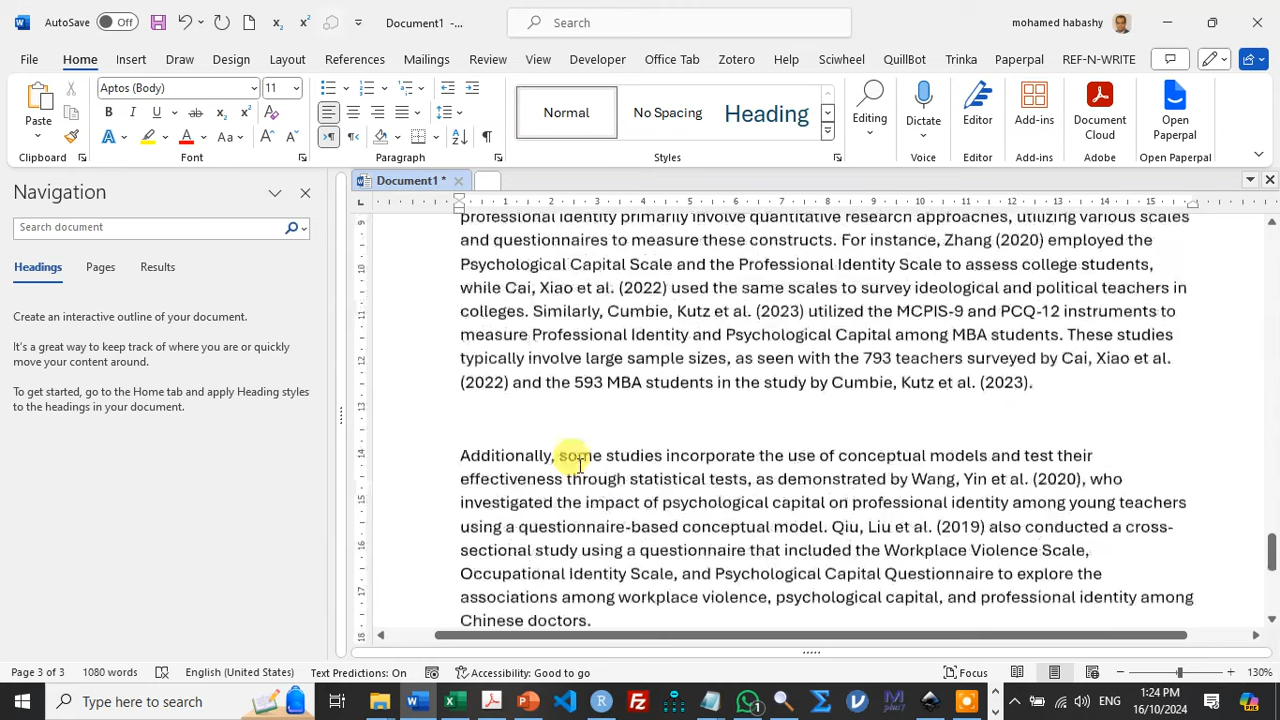 AutoSave Off Document1 -... Search mohamed habashy
File Home Insert Draw Design Layout References Mailings Review View Developer Office Tab Zotero Help Sciwheel QuillBot Trinka Paperpal REF-N-WRITE
Paste Aptos (Body) 11 Normal No Spacing Heading Editing Dictate Editor Add-ins Adobe Document Cloud Open Paperpal
Clipboard Font Paragraph Styles Voice Editor Add-ins Adobe Open Paperpal
Navigation
Document1 *
Search document
Headings Pages Results
Create an interactive outline of your document.
It's a great way to keep track of where you are or quickly
move your content around.
To get started, go to the Home tab and apply Heading styles
to the headings in your document.
professional identity primarily involve quantitative research approaches, utilizing various scales
and questionnaires to measure these constructs. For instance, Zhang (2020) employed the
Psychological Capital Scale and the Professional Identity Scale to assess college students,
while Cai, Xiao et al. (2022) used the same scales to survey ideological and political teachers in
colleges. Similarly, Cumbie, Kutz et al. (2023) utilized the MCPIS-9 and PCQ-12 instruments to
measure Professional Identity and Psychological Capital among MBA students. These studies
typically involve large sample sizes, as seen with the 793 teachers surveyed by Cai, Xiao et al.
(2022) and the 593 MBA students in the study by Cumbie, Kutz et al. (2023).
Additionally, some studies incorporate the use of conceptual models and test their
effectiveness through statistical tests, as demonstrated by Wang, Yin et al. (2020), who
investigated the impact of psychological capital on professional identity among young teachers
using a questionnaire-based conceptual model. Qiu, Liu et al. (2019) also conducted a cross-
sectional study using a questionnaire that included the Workplace Violence Scale,
Occupational Identity Scale, and Psychological Capital Questionnaire to explore the
associations among workplace violence, psychological capital, and professional identity among
Chinese doctors.
Page 3 of 3 1080 words English (United States) Text Predictions: On Accessibility: Good to go Focus 130%
Type here to search ENG 1:24 PM
16/10/2024